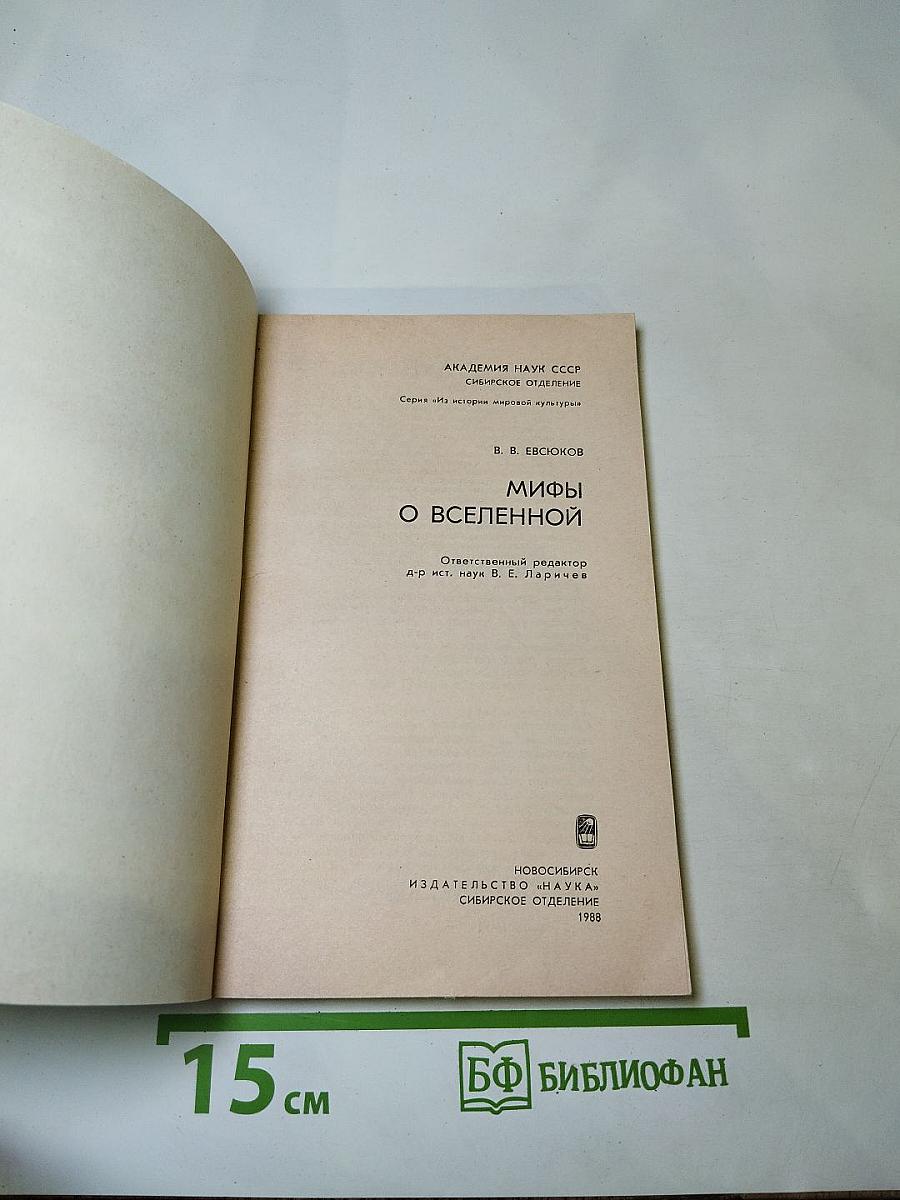 АКАДЕМИЯ НАУК СССР
СИБИРСКОЕ ОТДЕЛЕНИЕ
Серия «Из истории мировой культуры»
В. В. ЕВСЮКОВ
МИФЫ
О ВСЕЛЕННОЙ
Ответственный редактор
д-р ист. наук В. Е. Ларичев
НОВОСИБИРСК
ИЗДАТЕЛЬСТВО «НАУКА»
СИБИРСКОЕ ОТДЕЛЕНИЕ
1988
15 см
БФ БИБЛИОФАН